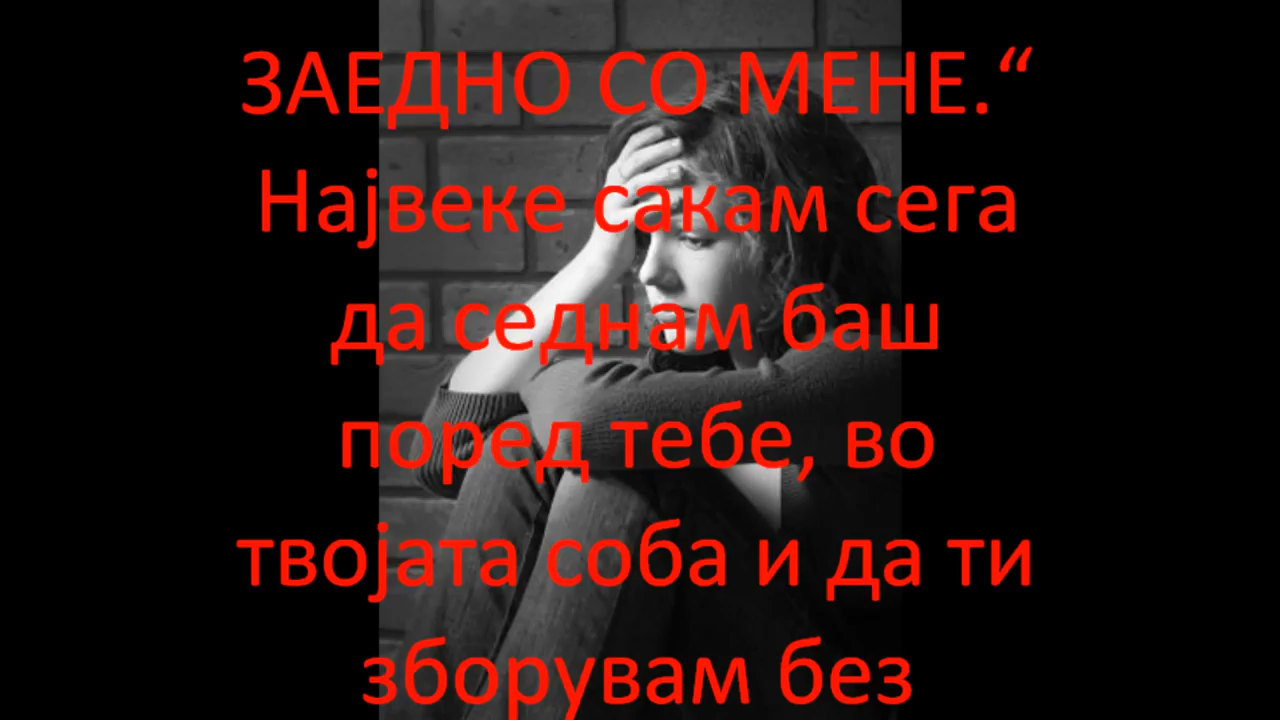 ЗАЕДНО СО МЕНЕ.“
Највеке сакам сега
да седнам баш
поред тебе, во
твојата соба и да ти
зборувам без